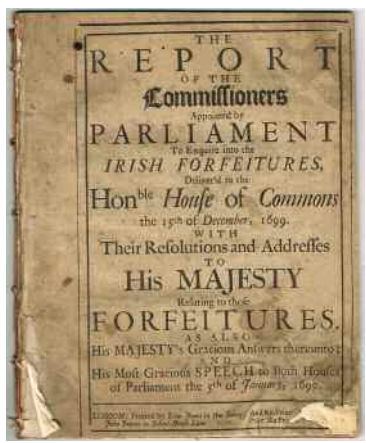 THE
REPORT
OF THE
Commissioners
Appointed by
PARLIAMENT
To Enquire into the
IRISH FORFEITURES,
Deliver'd to the
Honble House of Commons
the 15th of December, 1699.
WITH
Their Resolutions and Addresses
TO
His MAJESTY
Relating to those
FORFEITURES.
AS ALSO
His MAJESTY's Gracious Answers thereunto;
AND
His Most Gracious SPEECH to Both Houses
of Parliament the 5th of January,
LONDON: Printed by